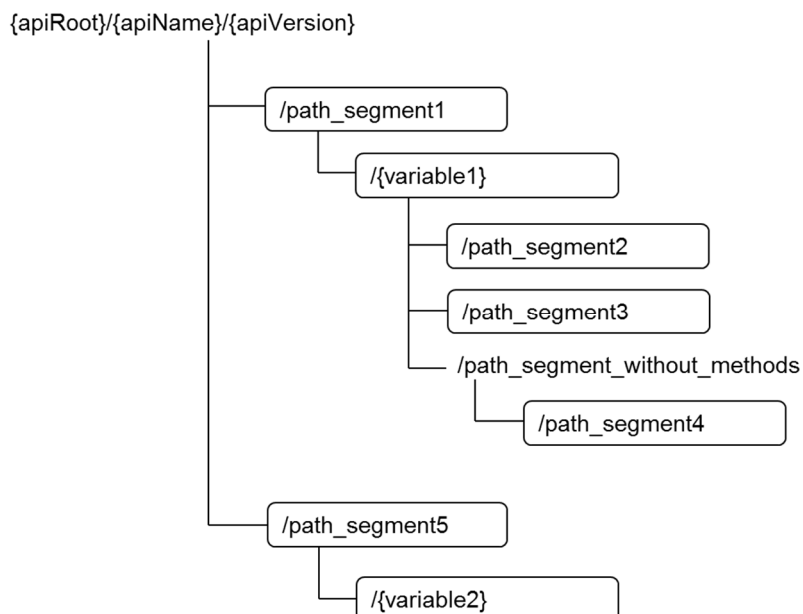 {apiRoot}/{apiName}/{apiVersion}
/path_segment1
/{variable1}
/path_segment2
/path_segment3
/path_segment_without_methods
/path_segment4
/path_segment5
/{variable2}